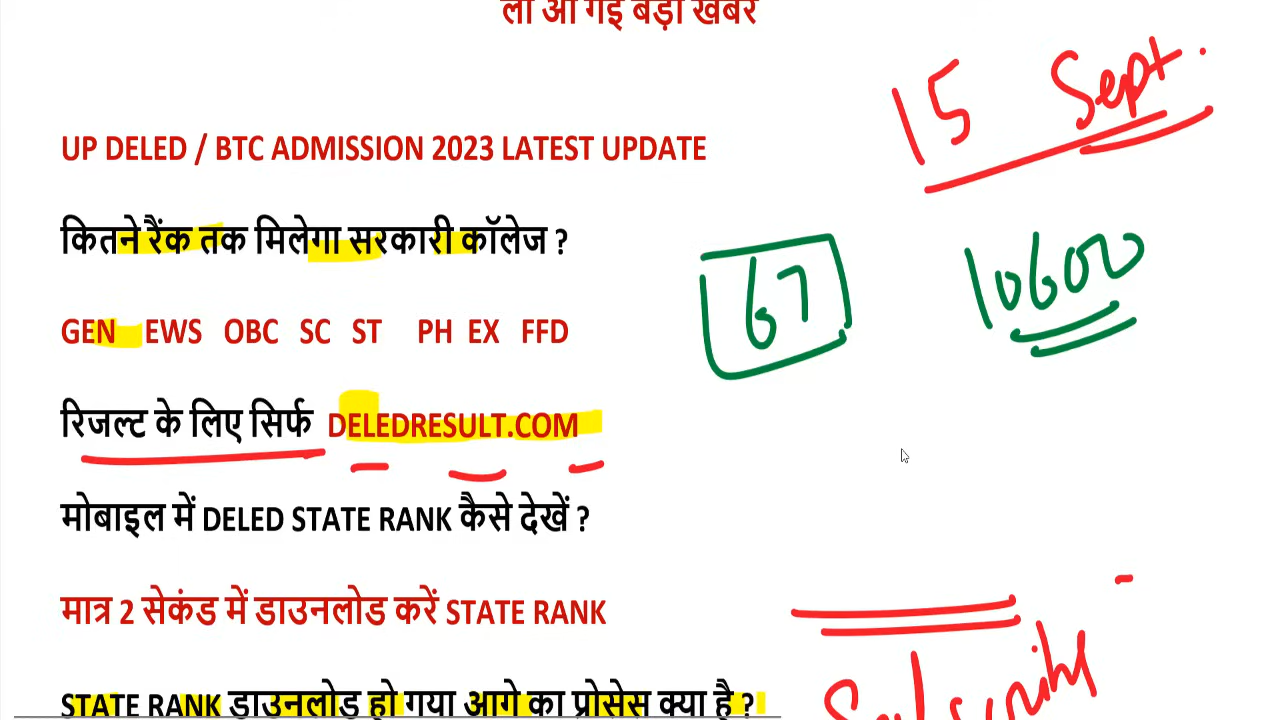 लो आ गई बड़ी खबर
15 Sept.
UP DELED / BTC ADMISSION 2023 LATEST UPDATE
कितने रैंक तक मिलेगा सरकारी कॉलेज ?
67
10600
GEN EWS OBC SC ST PH EX FFD
रिजल्ट के लिए सिर्फ DELEDRESULT.COM
मोबाइल में DELED STATE RANK कैसे देखें ?
मात्र 2 सेकंड में डाउनलोड करें STATE RANK
STATE RANK डाउनलोड हो गया आगे का प्रोसेस क्या है ?